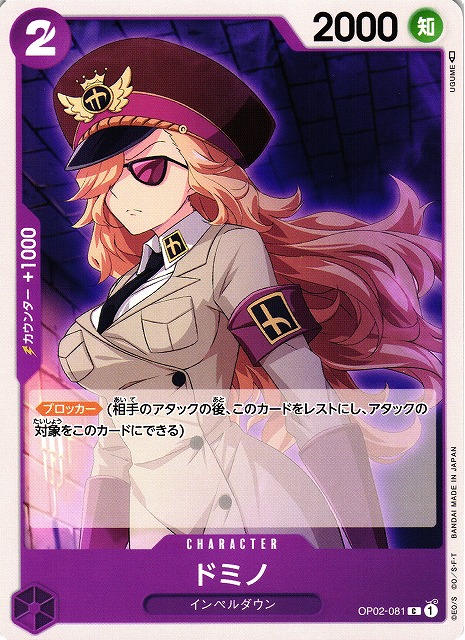 2
2000 知
UGUME
カウンター +1000
ブロッカー (相手のアタックの後、このカードをレストにし、アタックの
対象をこのカードにできる)
CHARACTER
ドミノ
インペルダウン
OP02-081 C 1
©EO/S ©O/S・F・T BANDAI MADE IN JAPAN